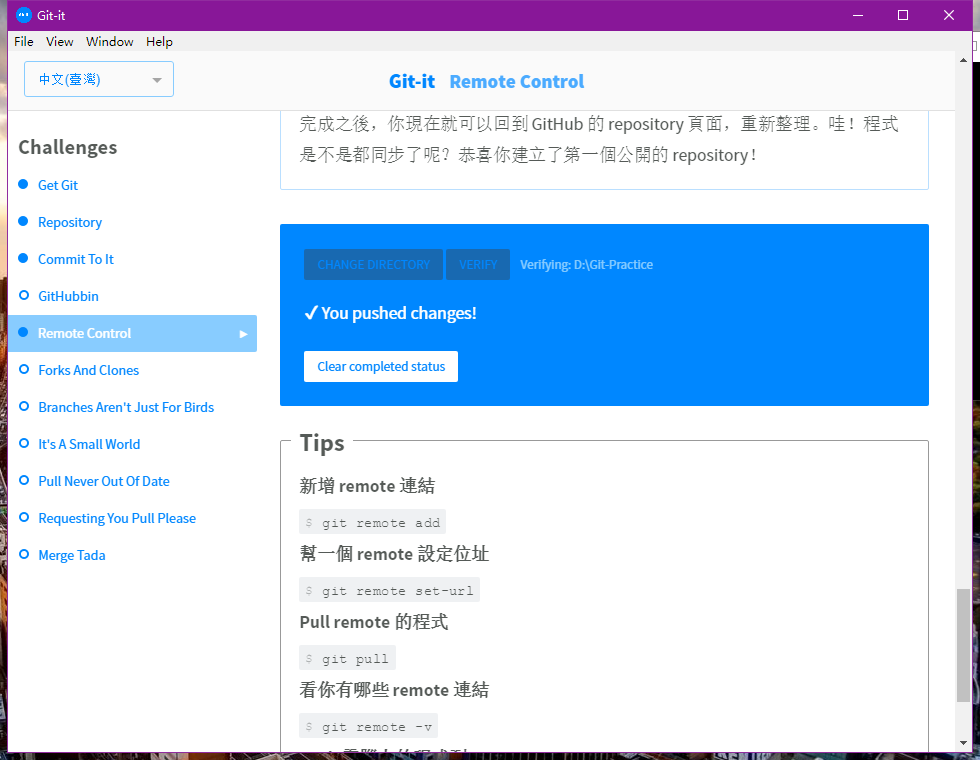 Git-it
File View Window Help
中文(臺灣)
Git-it Remote Control
Challenges
Get Git
Repository
Commit To It
GitHubbin
Remote Control
Forks And Clones
Branches Aren't Just For Birds
It's A Small World
Pull Never Out Of Date
Requesting You Pull Please
Merge Tada
完成之後，你現在就可以回到 GitHub 的 repository 頁面，重新整理。哇！程式
是不是都同步了呢？恭喜你建立了第一個公開的 repository！
CHANGE DIRECTORY VERIFY Verifying: D:\Git-Practice
✓ You pushed changes!
Clear completed status
Tips
新增 remote 連結
$ git remote add
幫一個 remote 設定位址
$ git remote set-url
Pull remote 的程式
$ git pull
看你有哪些 remote 連結
$ git remote -v